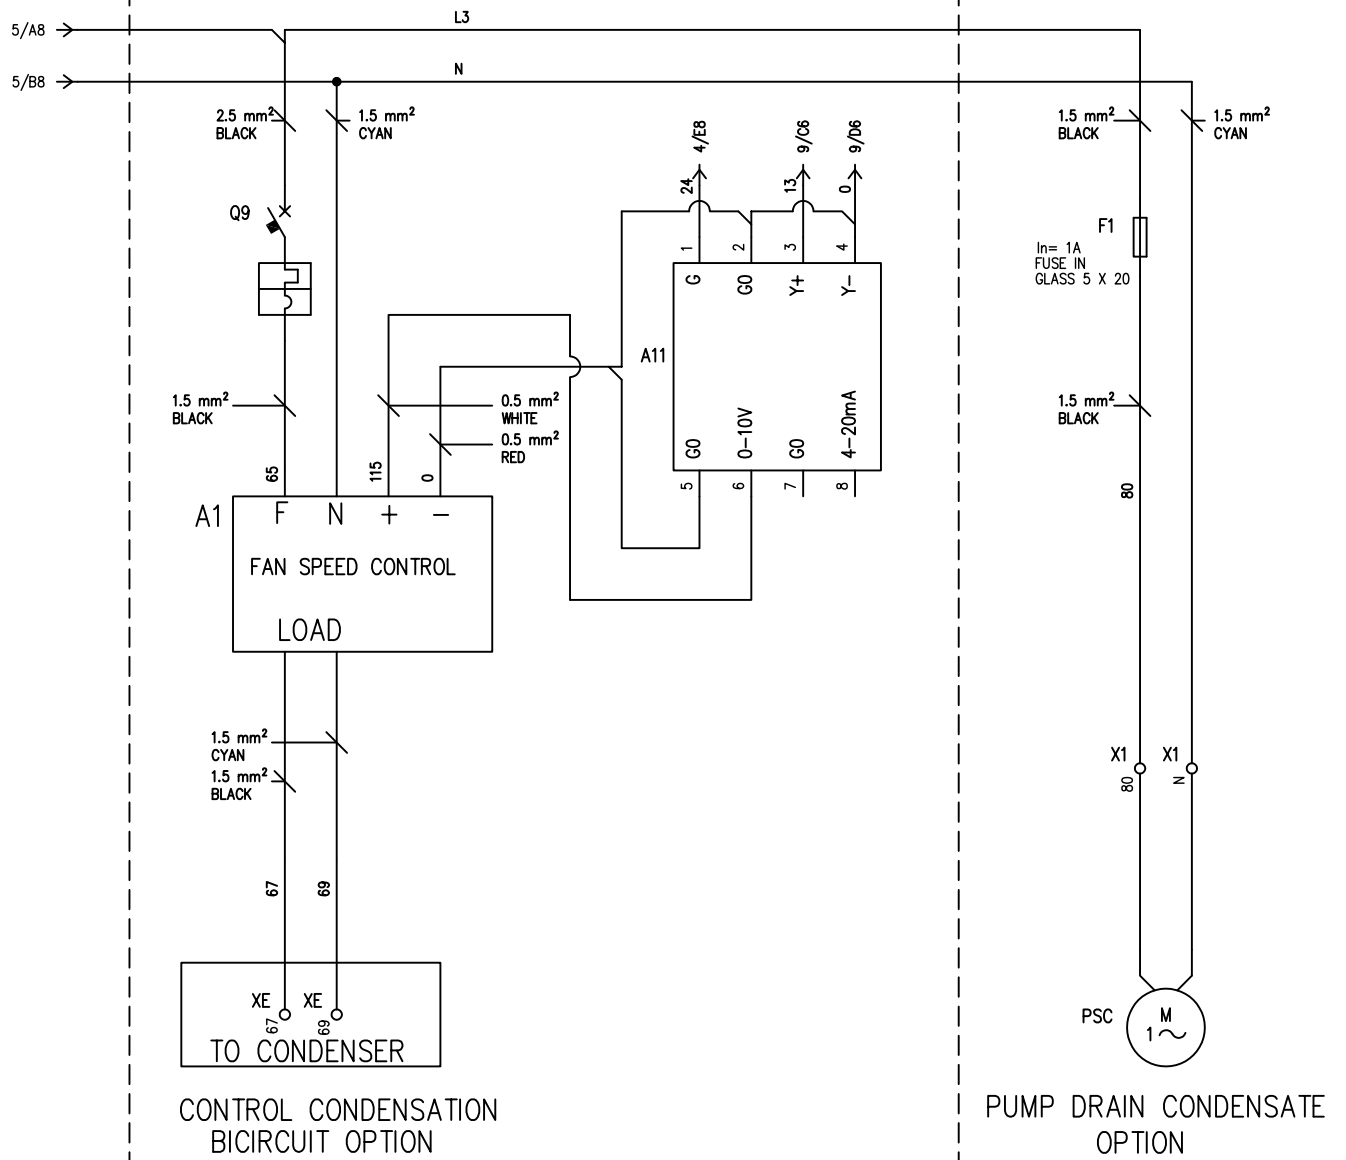 5/A8
L3
5/B8
N
2.5 mm²
BLACK
1.5 mm²
CYAN
4/E8
9/C6
9/D6
1.5 mm²
BLACK
1.5 mm²
CYAN
24
13
0
Q9
F1
In= 1A
FUSE IN
GLASS 5 X 20
1
2
3
4
G
G0
Y+
Y-
A11
1.5 mm²
BLACK
0.5 mm²
WHITE
0.5 mm²
RED
G0
0-10V
G0
4-20mA
1.5 mm²
BLACK
65
115
0
5
6
7
8
80
A1
F
N
+
-
FAN SPEED CONTROL
LOAD
1.5 mm²
CYAN
1.5 mm²
BLACK
X1
X1
80
N
67
69
XE
XE
67
69
TO CONDENSER
PSC
M
1~
CONTROL CONDENSATION
BICIRCUIT OPTION
PUMP DRAIN CONDENSATE
OPTION